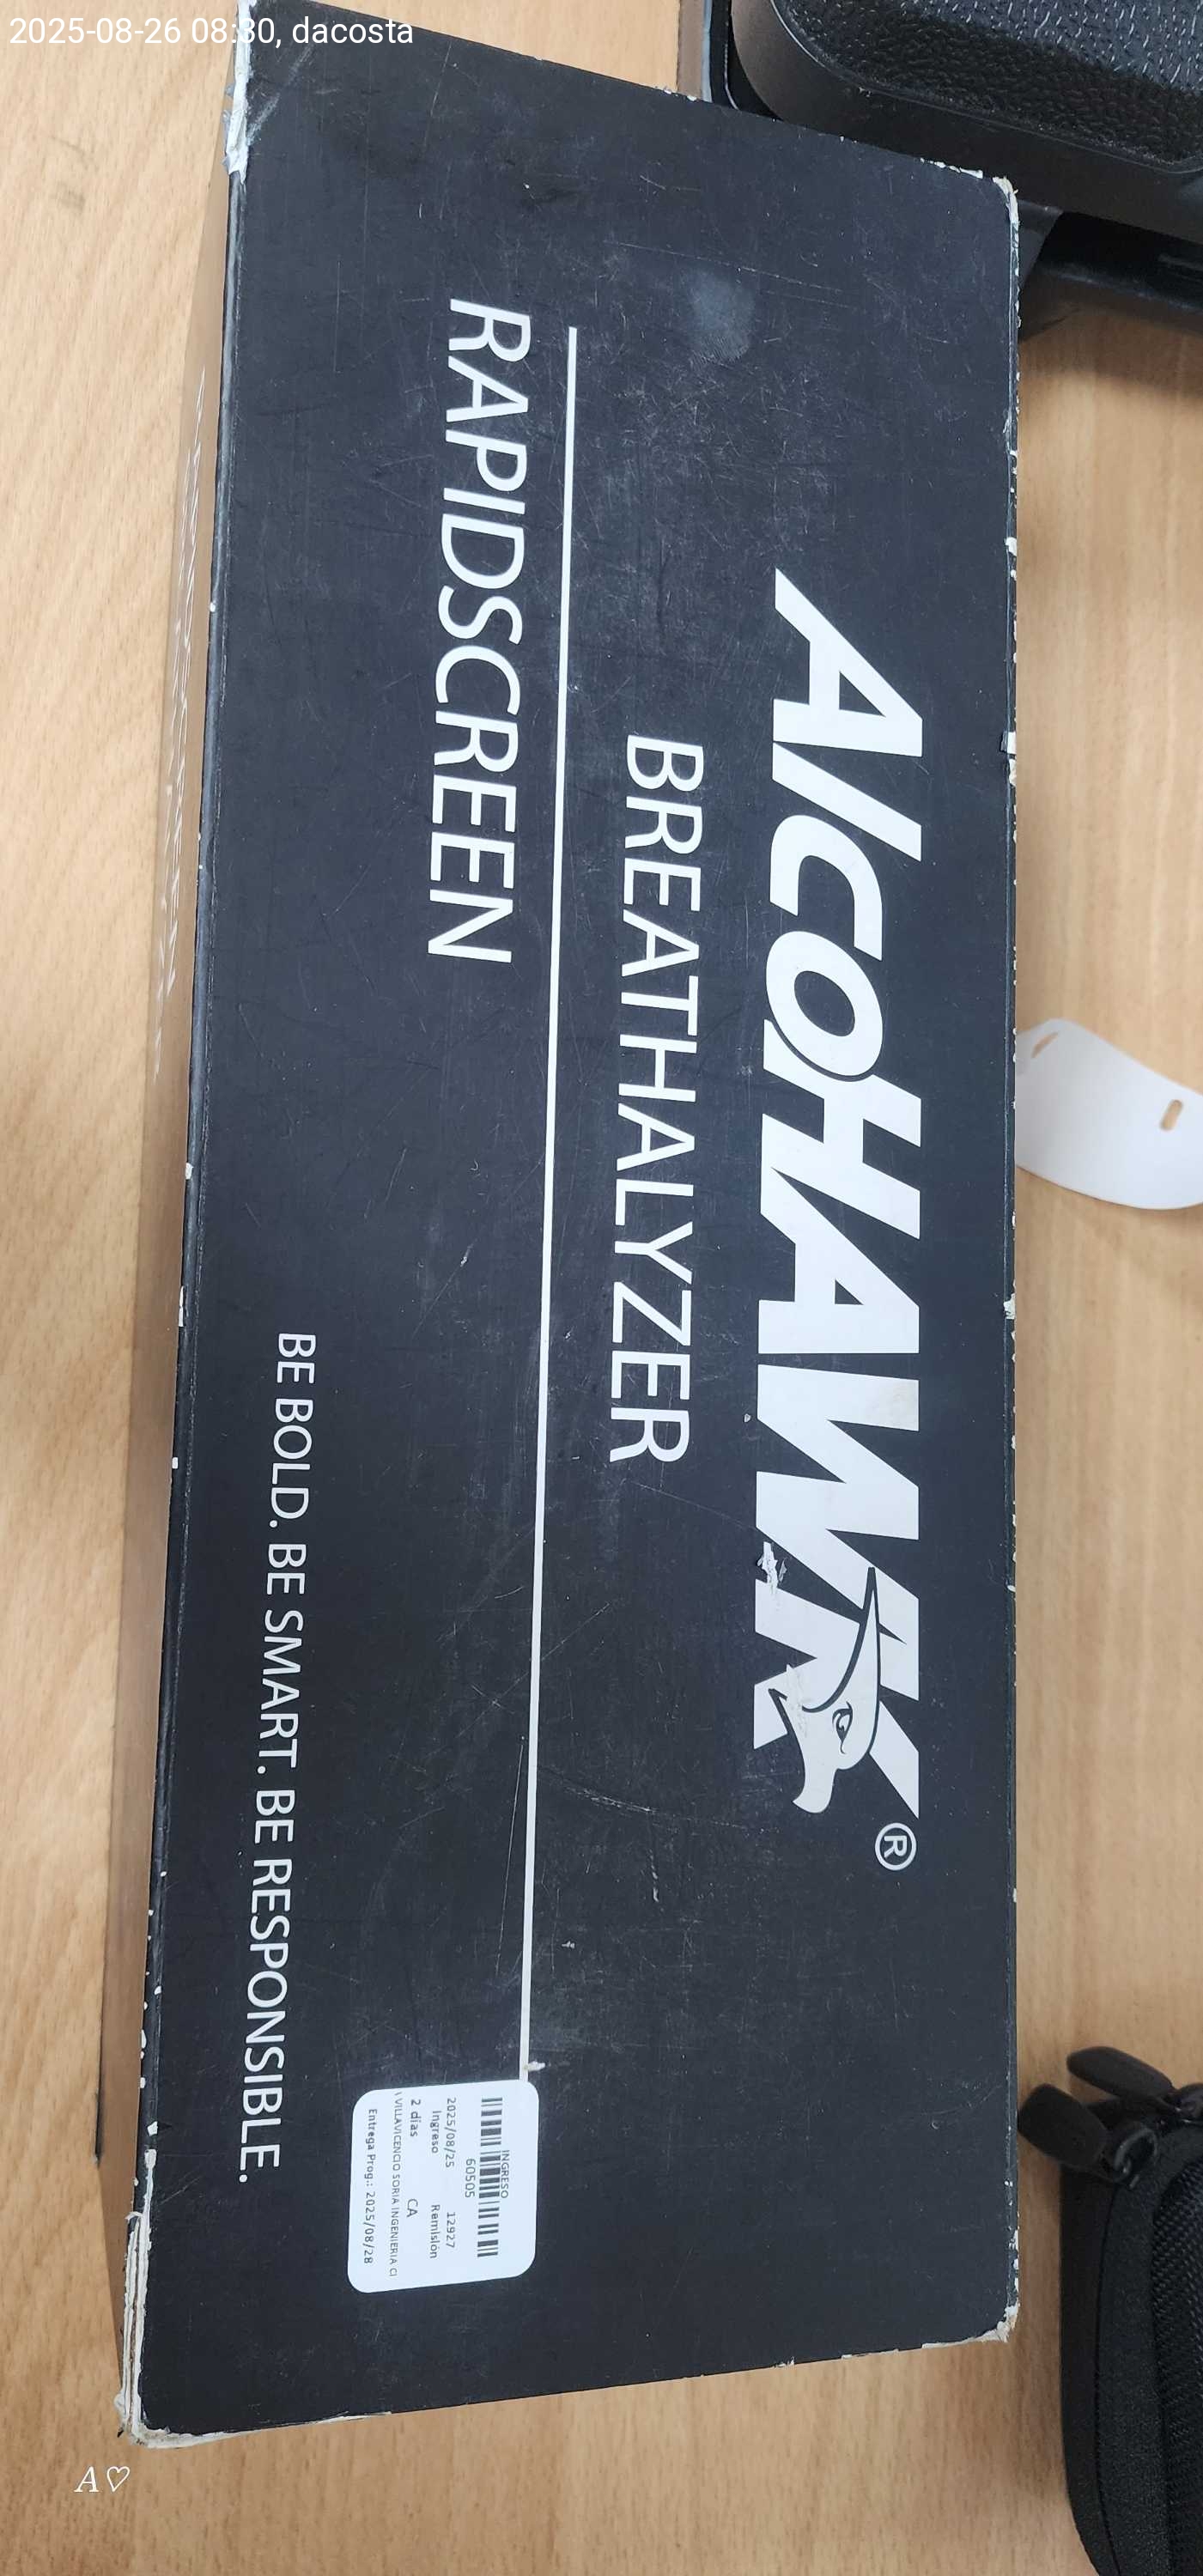 2025-08-26 08:30, dacosta
AlcoHAWK®
BREATHALYZER
RAPIDSCREEN
BE BOLD. BE SMART. BE RESPONSIBLE.
INGRESO
60505
2025/08/25 12927
Ingreso Remisión
2 días CA
VILLAVICENCIO SORIA INGENIERIA CI
Entrega Prog.: 2025/08/28
A♡